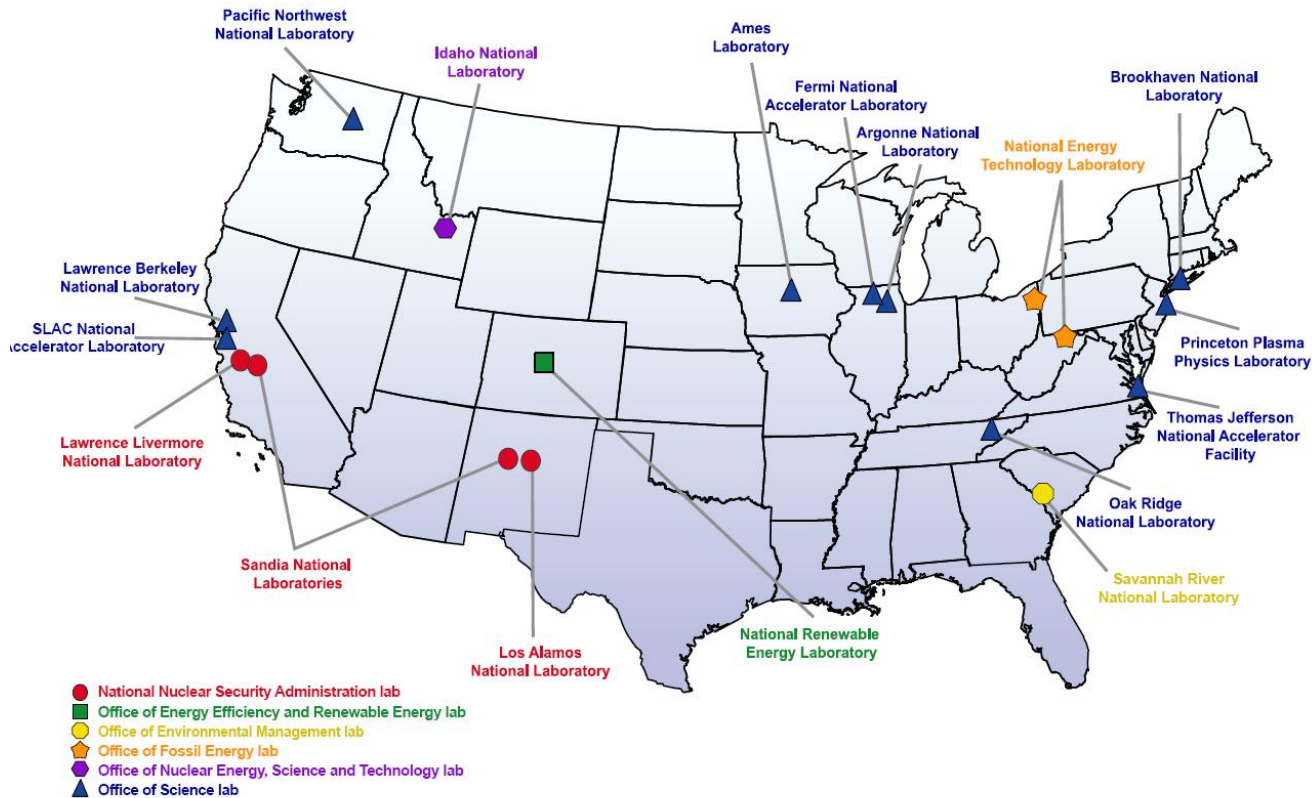 Pacific Northwest
National Laboratory
Idaho National
Laboratory
Ames
Laboratory
Fermi National
Accelerator Laboratory
Argonne National
Laboratory
Brookhaven National
Laboratory
National Energy
Technology Laboratory
Lawrence Berkeley
National Laboratory
SLAC National
Accelerator Laboratory
Princeton Plasma
Physics Laboratory
Lawrence Livermore
National Laboratory
Thomas Jefferson
National Accelerator
Facility
Oak Ridge
National Laboratory
Sandia National
Laboratories
Savannah River
National Laboratory
Los Alamos
National Laboratory
National Renewable
Energy Laboratory
National Nuclear Security Administration lab
Office of Energy Efficiency and Renewable Energy lab
Office of Environmental Management lab
Office of Fossil Energy lab
Office of Nuclear Energy, Science and Technology lab
Office of Science lab